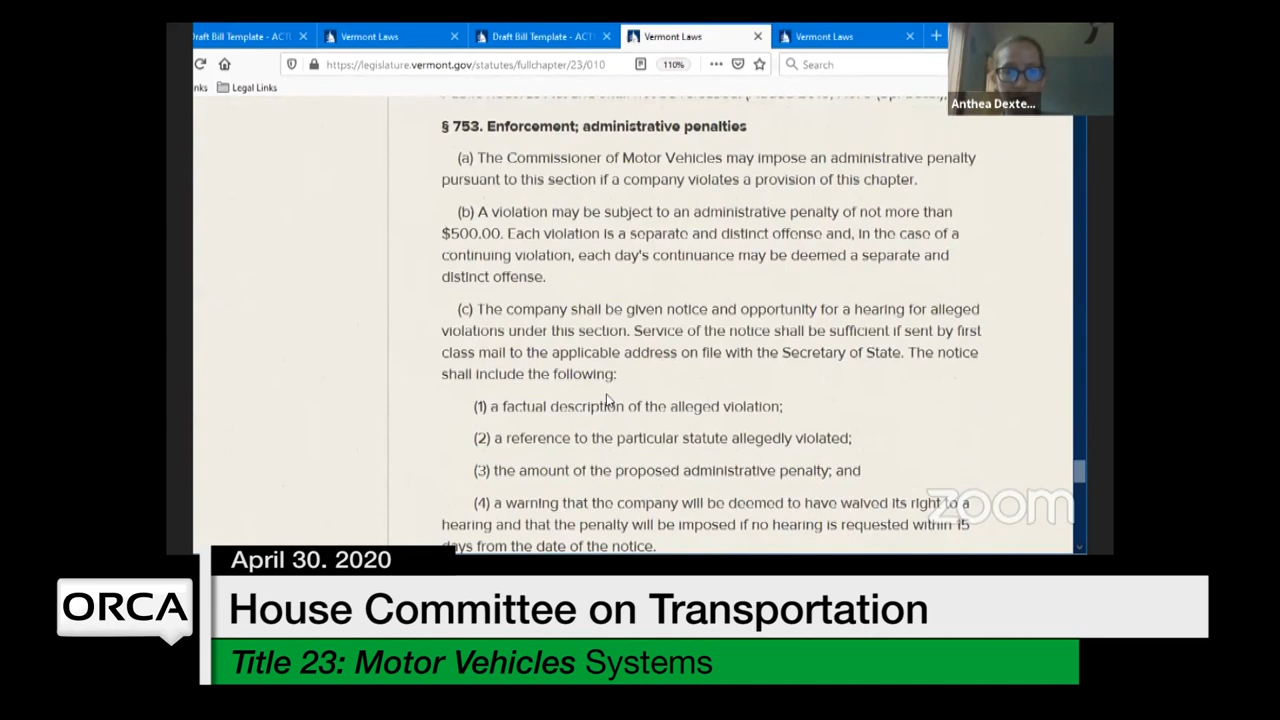 Draft Bill Template - ACT
Vermont Laws
Draft Bill Template - ACT
Vermont Laws
Vermont Laws
https://legislature.vermont.gov/statutes/fullchapter/23/010
110%
Search
nks
Legal Links
Anthea Dexte...
§ 753. Enforcement; administrative penalties
(a) The Commissioner of Motor Vehicles may impose an administrative penalty
pursuant to this section if a company violates a provision of this chapter.
(b) A violation may be subject to an administrative penalty of not more than
$500.00. Each violation is a separate and distinct offense and, in the case of a
continuing violation, each day's continuance may be deemed a separate and
distinct offense.
(c) The company shall be given notice and opportunity for a hearing for alleged
violations under this section. Service of the notice shall be sufficient if sent by first
class mail to the applicable address on file with the Secretary of State. The notice
shall include the following:
(1) a factual description of the alleged violation;
(2) a reference to the particular statute allegedly violated;
(3) the amount of the proposed administrative penalty; and
(4) a warning that the company will be deemed to have waived its right to a
hearing and that the penalty will be imposed if no hearing is requested within 15
days from the date of the notice.
zoom
April 30. 2020
ORCA
House Committee on Transportation
Title 23: Motor Vehicles Systems